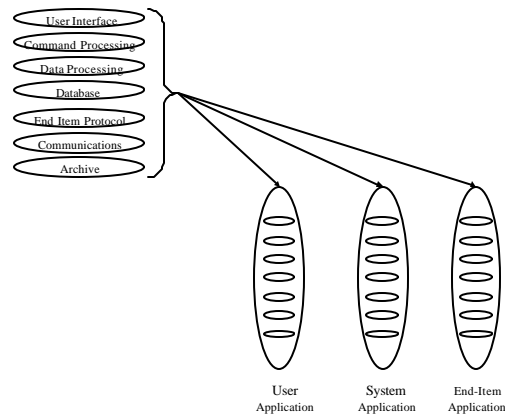 User Interface
Command Processing
Data Processing
Database
End Item Protocol
Communications
Archive
User
Application
System
Application
End-Item
Application